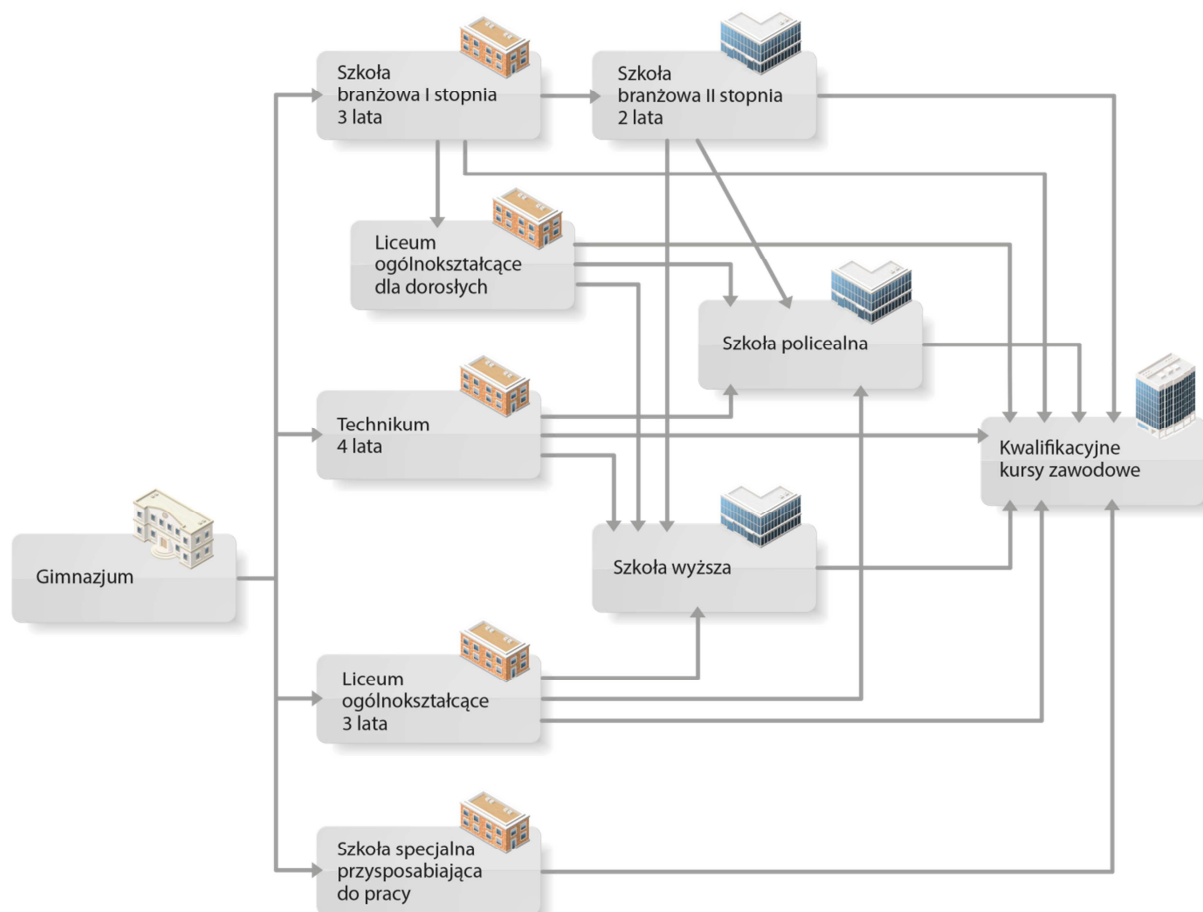 Szkoła
branżowa I stopnia
3 lata
Szkoła
branżowa II stopnia
2 lata
Liceum
ogólnokształcące
dla dorosłych
Szkoła policealna
Technikum
4 lata
Kwalifikacyjne
kursy zawodowe
Szkoła wyższa
Gimnazjum
Liceum
ogólnokształcące
3 lata
Szkoła specjalna
przysposabiająca
do pracy